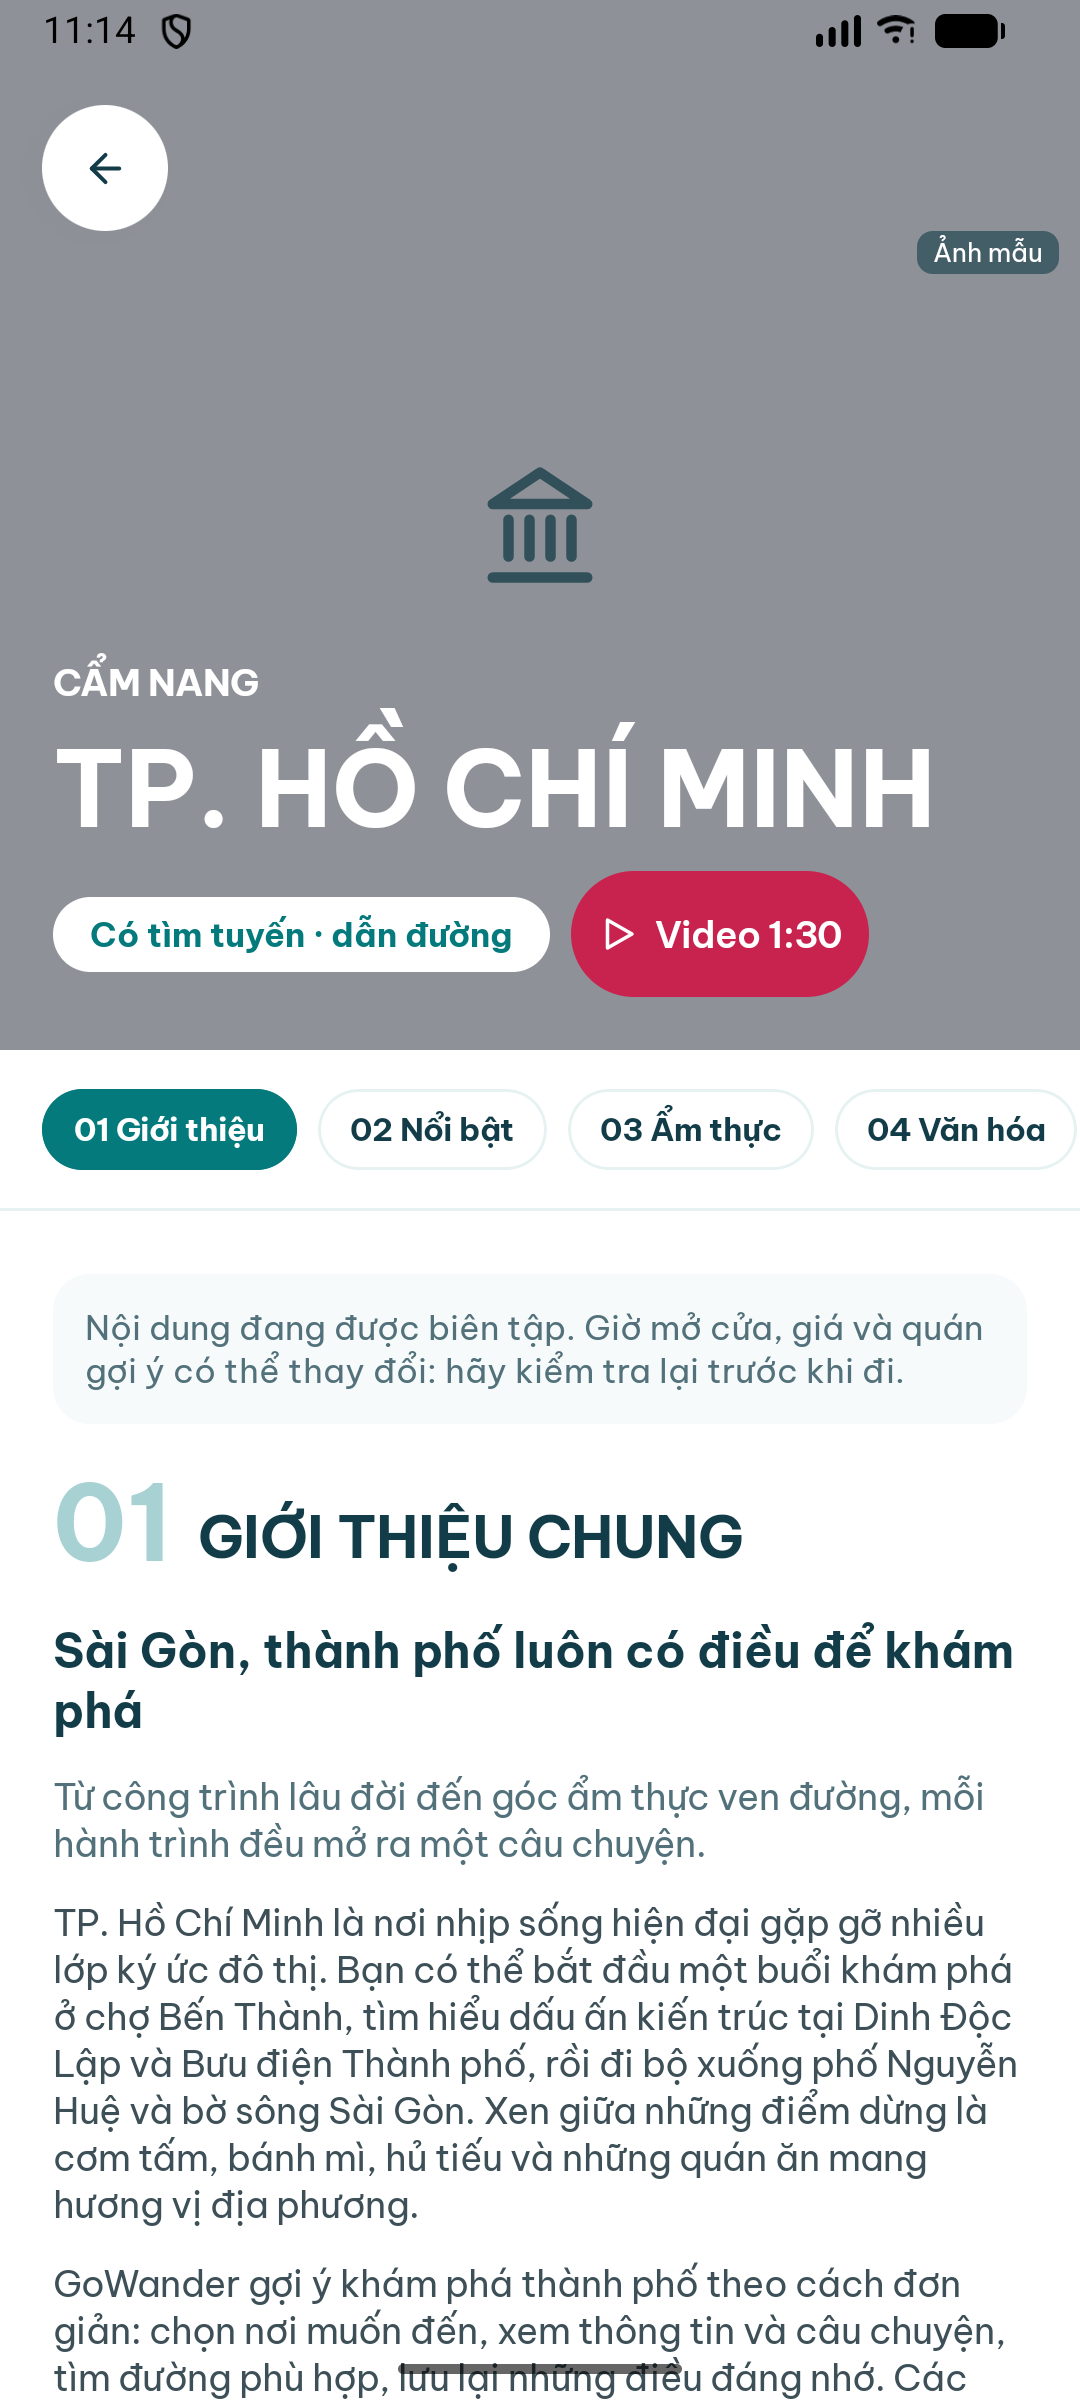 11:14
Ảnh mẫu
CẨM NANG
TP. HỒ CHÍ MINH
Có tìm tuyến · dẫn đường
Video 1:30
01 Giới thiệu
02 Nổi bật
03 Ẩm thực
04 Văn hóa
Nội dung đang được biên tập. Giờ mở cửa, giá và quán
gợi ý có thể thay đổi: hãy kiểm tra lại trước khi đi.
01 GIỚI THIỆU CHUNG
Sài Gòn, thành phố luôn có điều để khám
phá
Từ công trình lâu đời đến góc ẩm thực ven đường, mỗi
hành trình đều mở ra một câu chuyện.
TP. Hồ Chí Minh là nơi nhịp sống hiện đại gặp gỡ nhiều
lớp ký ức đô thị. Bạn có thể bắt đầu một buổi khám phá
ở chợ Bến Thành, tìm hiểu dấu ấn kiến trúc tại Dinh Độc
Lập và Bưu điện Thành phố, rồi đi bộ xuống phố Nguyễn
Huệ và bờ sông Sài Gòn. Xen giữa những điểm dừng là
cơm tấm, bánh mì, hủ tiếu và những quán ăn mang
hương vị địa phương.
GoWander gợi ý khám phá thành phố theo cách đơn
giản: chọn nơi muốn đến, xem thông tin và câu chuyện,
tìm đường phù hợp, lưu lại những điều đáng nhớ. Các